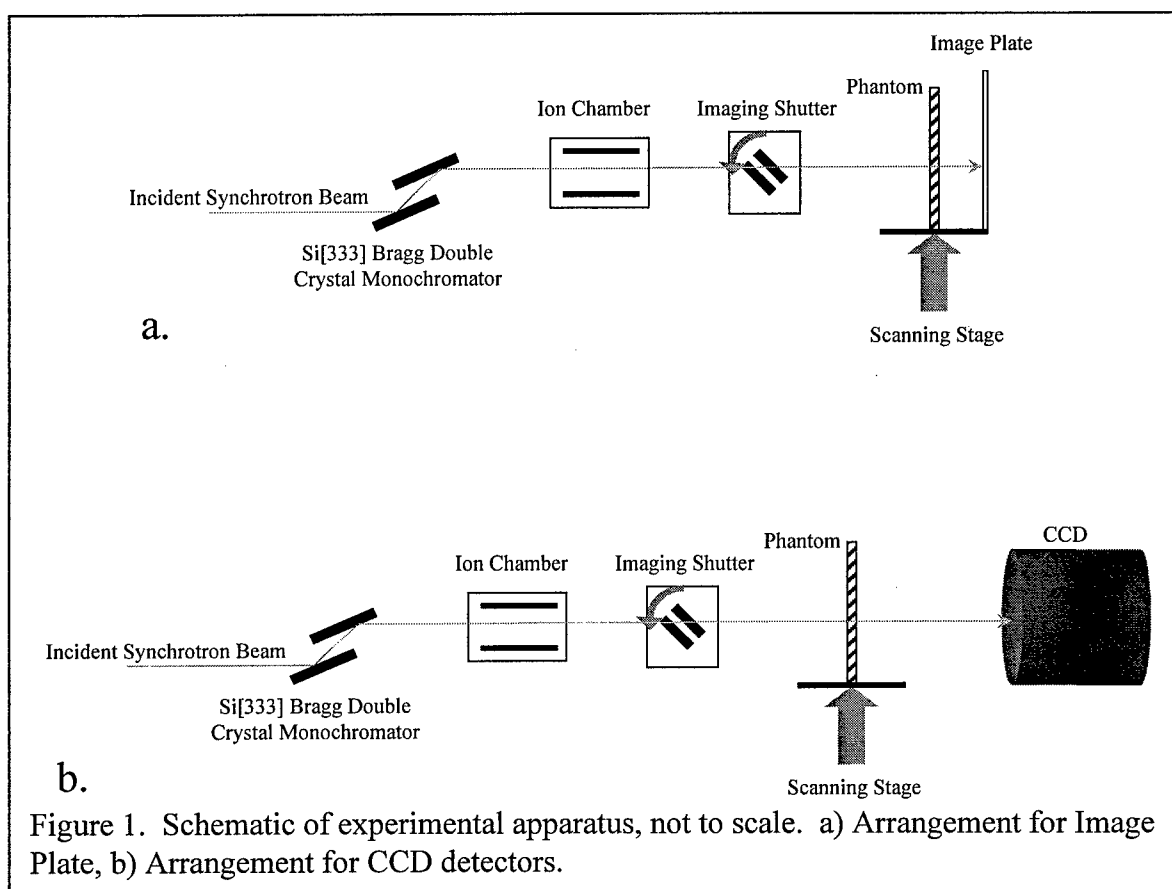 Image Plate
Phantom
Ion Chamber
Imaging Shutter
Incident Synchrotron Beam
Si[333] Bragg Double
Crystal Monochromator
a.
Scanning Stage
CCD
Phantom
Ion Chamber
Imaging Shutter
Incident Synchrotron Beam
Si[333] Bragg Double
Crystal Monochromator
b.
Scanning Stage
Figure 1. Schematic of experimental apparatus, not to scale. a) Arrangement for Image
Plate, b) Arrangement for CCD detectors.